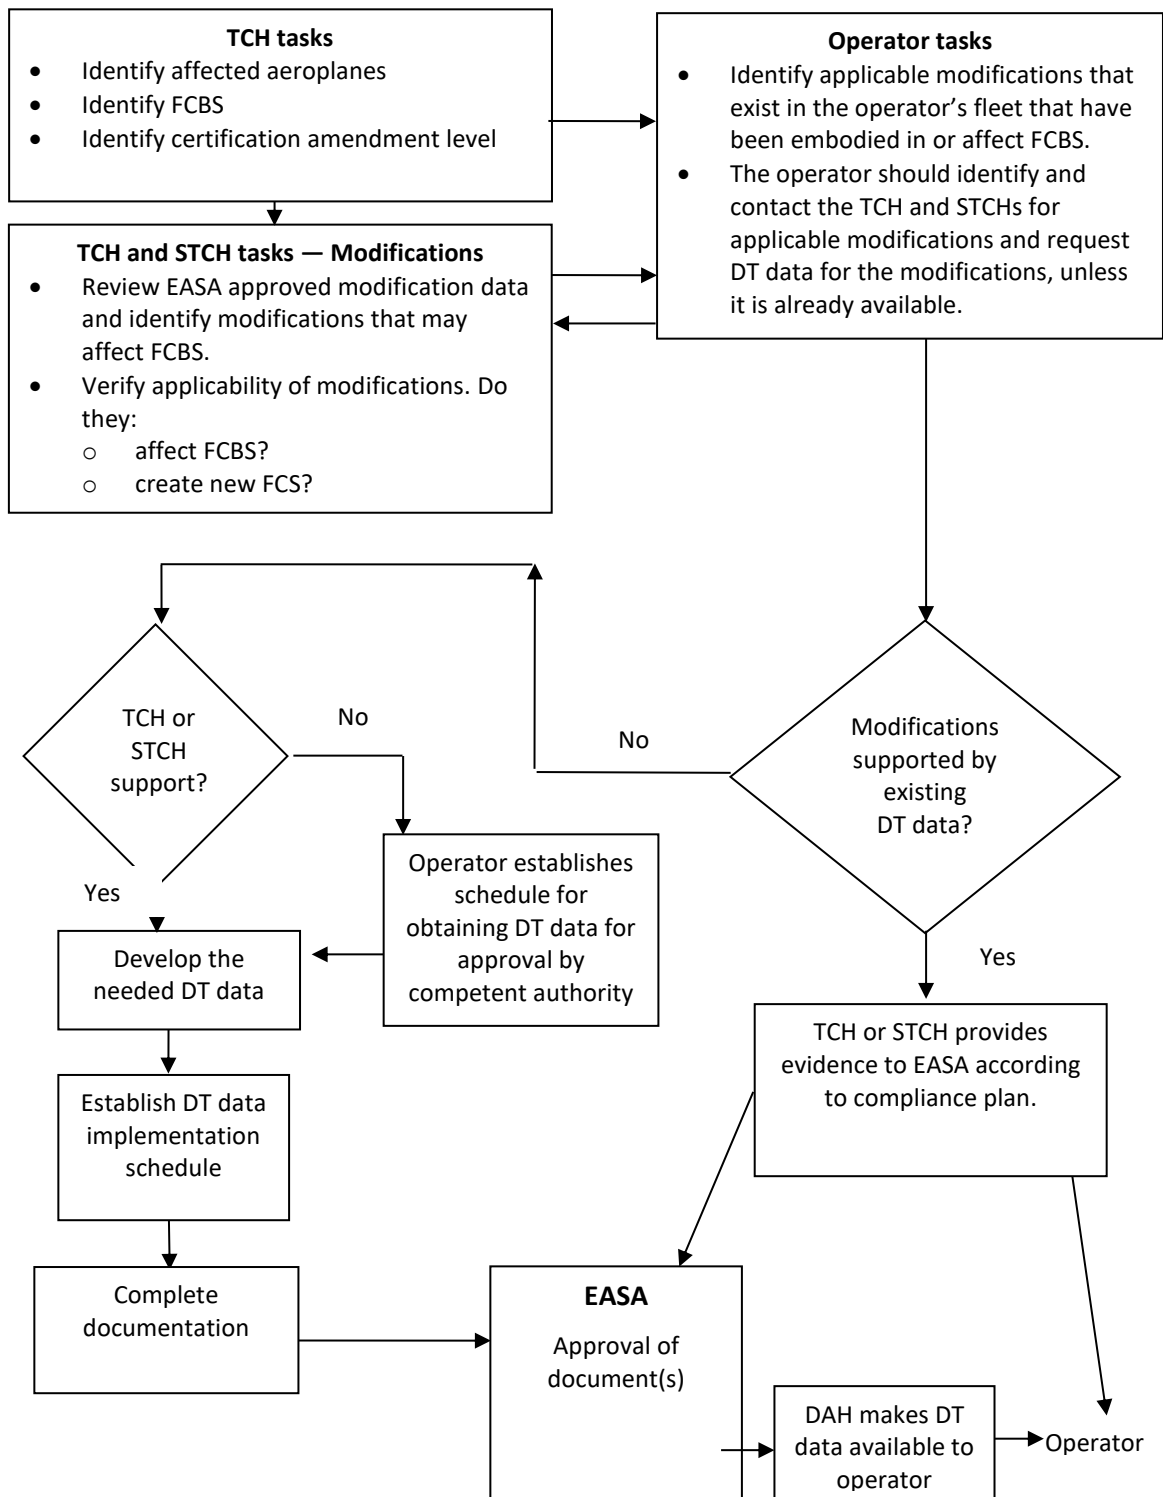 TCH tasks
• Identify affected aeroplanes
• Identify FCBS
• Identify certification amendment level
Operator tasks
• Identify applicable modifications that
exist in the operator’s fleet that have
been embodied in or affect FCBS.
• The operator should identify and
contact the TCH and STCHs for
applicable modifications and request
DT data for the modifications, unless
it is already available.
TCH and STCH tasks — Modifications
• Review EASA approved modification data
and identify modifications that may
affect FCBS.
• Verify applicability of modifications. Do
they:
o affect FCBS?
o create new FCS?
TCH or
STCH
support?
No
No
Modifications
supported by
existing
DT data?
Yes
Operator establishes
schedule for
obtaining DT data for
approval by
competent authority
Develop the
needed DT data
Yes
TCH or STCH provides
evidence to EASA according
to compliance plan.
Establish DT data
implementation
schedule
Complete
documentation
EASA
Approval of
document(s)
DAH makes DT
data available to
operator
Operator